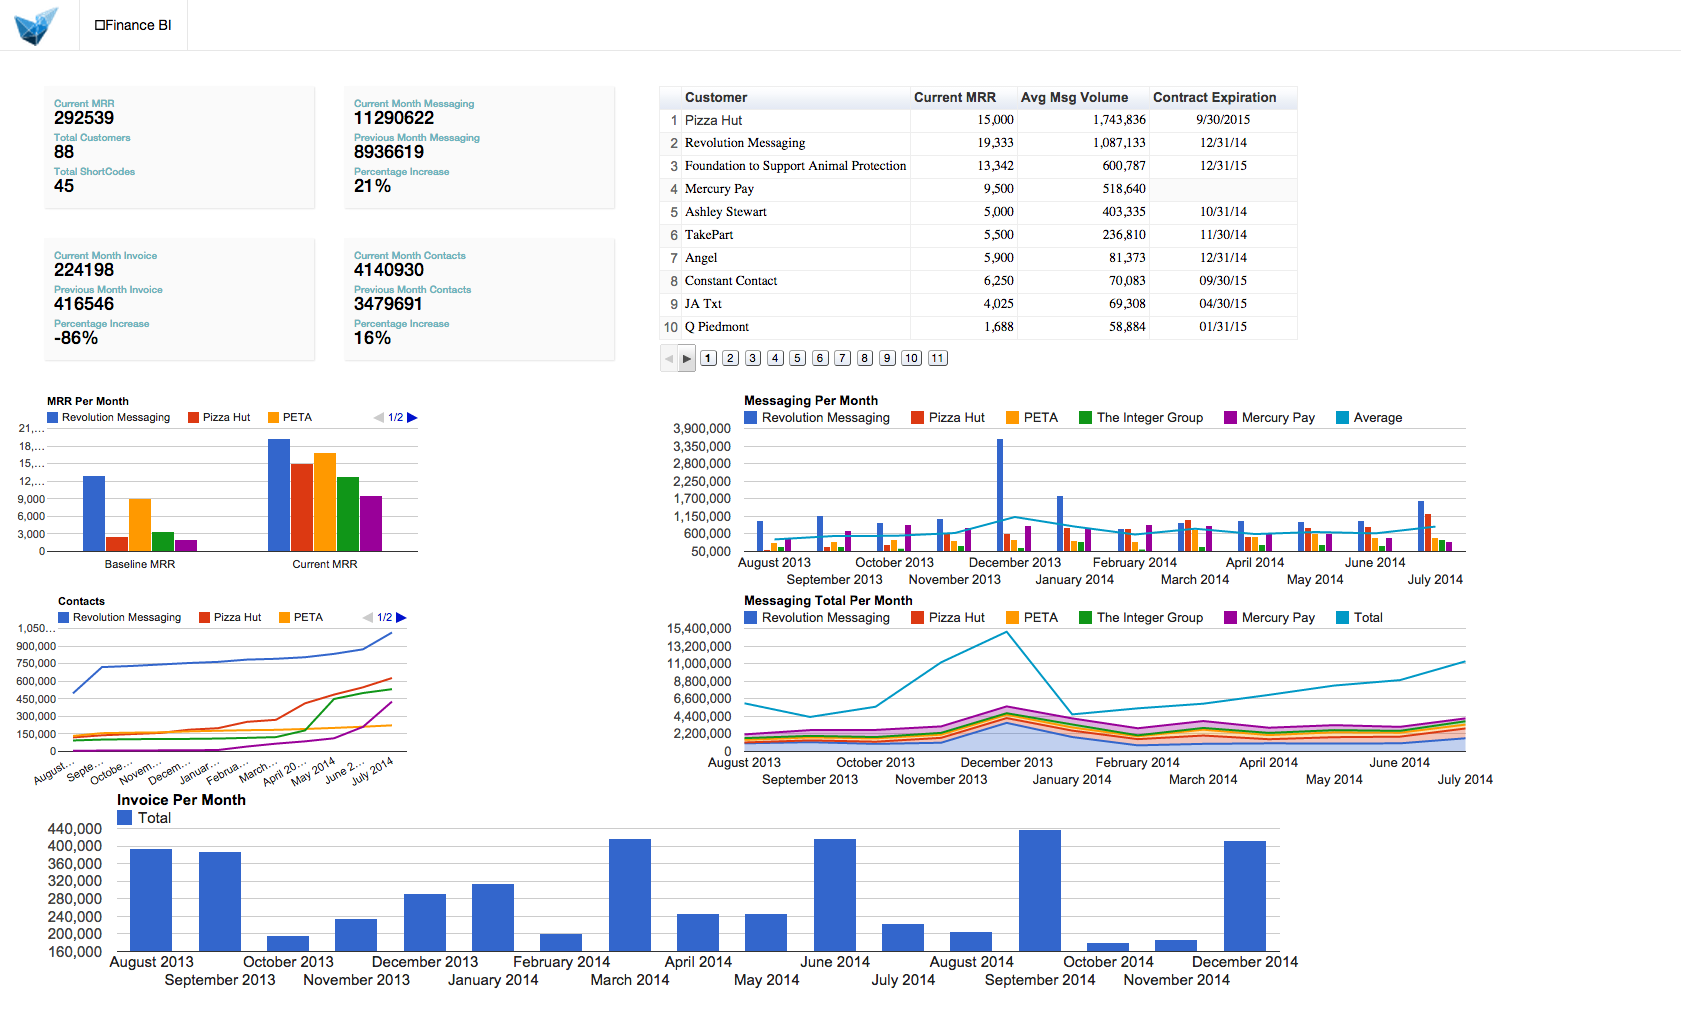 ☐Finance BI
Current MRR
292539
Total Customers
88
Total ShortCodes
45
Current Month Messaging
11290622
Previous Month Messaging
8936619
Percentage Increase
21%
Current Month Invoice
224198
Previous Month Invoice
416546
Percentage Increase
-86%
Current Month Contacts
4140930
Previous Month Contacts
3479691
Percentage Increase
16%
Customer Current MRR Avg Msg Volume Contract Expiration
1 Pizza Hut 15,000 1,743,836 9/30/2015
2 Revolution Messaging 19,333 1,087,133 12/31/14
3 Foundation to Support Animal Protection 13,342 600,787 12/31/15
4 Mercury Pay 9,500 518,640
5 Ashley Stewart 5,000 403,335 10/31/14
6 TakePart 5,500 236,810 11/30/14
7 Angel 5,900 81,373 12/31/14
8 Constant Contact 6,250 70,083 09/30/15
9 JA Txt 4,025 69,308 04/30/15
10 Q Piedmont 1,688 58,884 01/31/15
◀ ▶ 1 2 3 4 5 6 7 8 9 10 11
MRR Per Month
Revolution Messaging Pizza Hut PETA ◀ 1/2 ▶
21,...
18,...
15,...
12,...
9,000
6,000
3,000
0
Baseline MRR Current MRR
Messaging Per Month
Revolution Messaging Pizza Hut PETA The Integer Group Mercury Pay Average
3,900,000
3,350,000
2,800,000
2,250,000
1,700,000
1,150,000
600,000
50,000
August 2013 October 2013 December 2013 February 2014 April 2014 June 2014
September 2013 November 2013 January 2014 March 2014 May 2014 July 2014
Contacts
Revolution Messaging Pizza Hut PETA ◀ 1/2 ▶
1,050...
900,000
750,000
600,000
450,000
300,000
150,000
0
August... Septe... Octobe... Novem... Decem... Januar... Februa... March... April 20... May 2014 June 2... July 2014
Messaging Total Per Month
Revolution Messaging Pizza Hut PETA The Integer Group Mercury Pay Total
15,400,000
13,200,000
11,000,000
8,800,000
6,600,000
4,400,000
2,200,000
0
August 2013 October 2013 December 2013 February 2014 April 2014 June 2014
September 2013 November 2013 January 2014 March 2014 May 2014 July 2014
Invoice Per Month
Total
440,000
400,000
360,000
320,000
280,000
240,000
200,000
160,000
August 2013 October 2013 December 2013 February 2014 April 2014 June 2014 August 2014 October 2014 December 2014
September 2013 November 2013 January 2014 March 2014 May 2014 July 2014 September 2014 November 2014